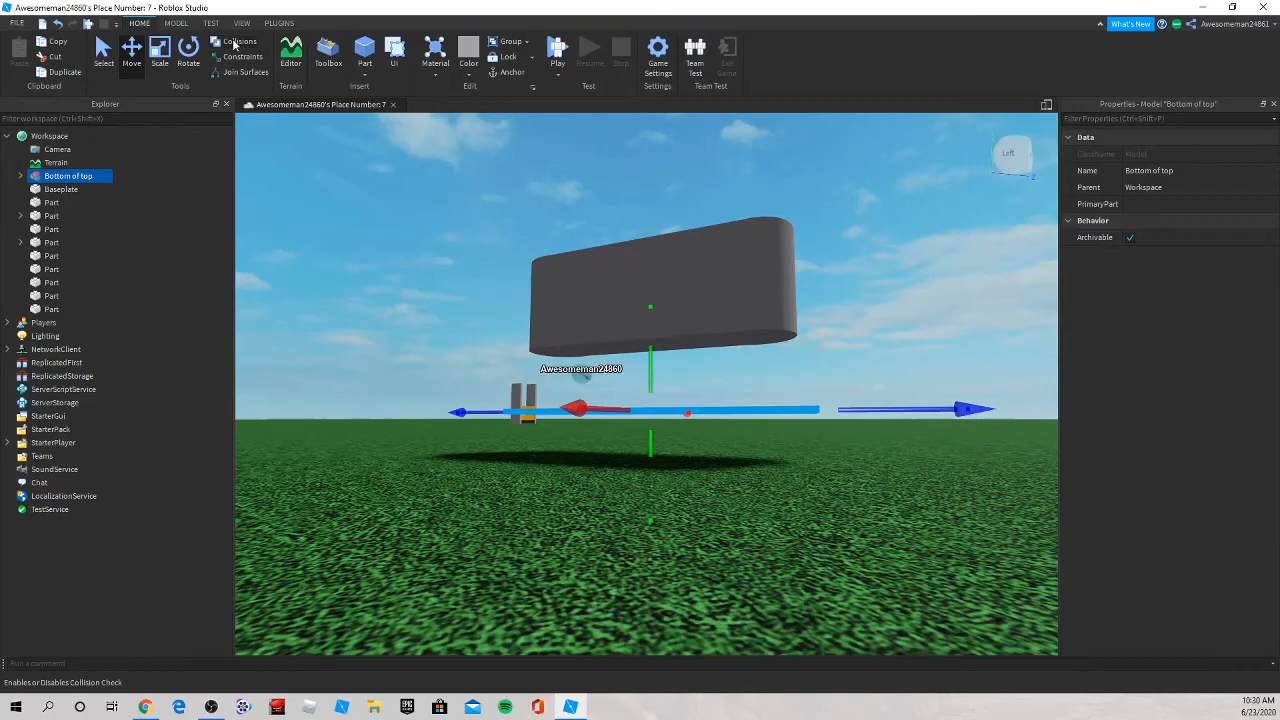 Awesomeman24860's Place Number: 7 - Roblox Studio
FILE HOME MODEL TEST VIEW PLUGINS What's New Awesomeman24861
Copy Collisions Group
Paste Cut Select Move Scale Rotate Constraints Editor Toolbox Part UI Material Color Lock Play Resume Stop Game Settings Team Test Exit Game
Duplicate Join Surfaces Anchor
Clipboard Tools Terrain Insert Edit Test Settings Team Test
Explorer Awesomeman24860's Place Number: 7 Properties - Model "Bottom of top"
Filter workspace (Ctrl+Shift+X) Filter Properties (Ctrl+Shift+P)
Workspace
Camera
Terrain
Bottom of top
Baseplate
Part
Part
Part
Part
Part
Part
Part
Part
Part
Players
Lighting
NetworkClient
ReplicatedFirst
ReplicatedStorage
ServerScriptService
ServerStorage
StarterGui
StarterPack
StarterPlayer
Teams
SoundService
Chat
LocalizationService
TestService
Left
Awesomeman24860
Data
ClassName Model
Name Bottom of top
Parent Workspace
PrimaryPart
Behavior
Archivable
Run a command
Enables or Disables Collision Check
EPIC GAMES
10:30 AM
6/23/2020